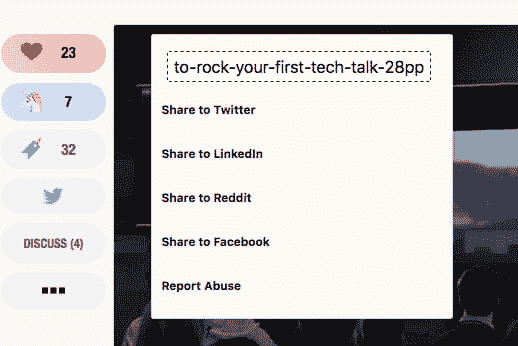 23
7
32
DISCUSS (4)
to-rock-your-first-tech-talk-28pp
Share to Twitter
Share to LinkedIn
Share to Reddit
Share to Facebook
Report Abuse